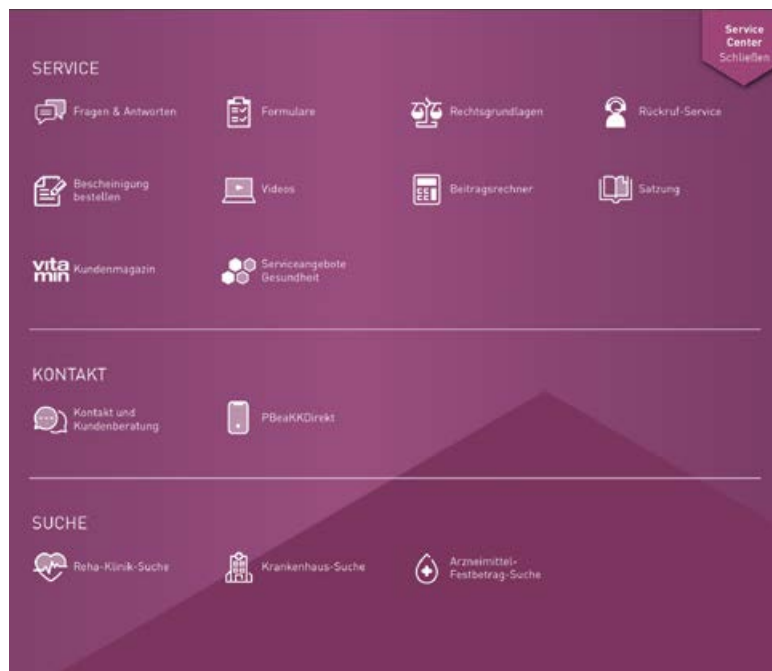 Service
Center
Schließen
SERVICE
Fragen & Antworten
Formulare
Rechtsgrundlagen
Rückruf-Service
Bescheinigung
bestellen
Videos
Beitragsrechner
Satzung
vita
min
Kundenmagazin
Serviceangebote
Gesundheit
KONTAKT
Kontakt und
Kundenberatung
PBeaKKDirekt
SUCHE
Reha-Klinik-Suche
Krankenhaus-Suche
Arzneimittel-
Festbetrag-Suche